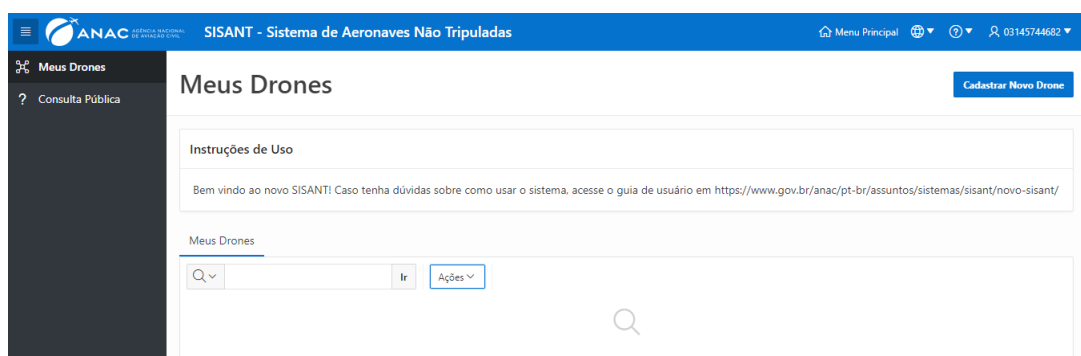 ANAC AGÊNCIA NACIONAL DE AVIAÇÃO CIVIL
SISANT - Sistema de Aeronaves Não Tripuladas
Menu Principal
03145744682
Meus Drones
Consulta Pública
Meus Drones
Cadastrar Novo Drone
Instruções de Uso
Bem vindo ao novo SISANT! Caso tenha dúvidas sobre como usar o sistema, acesse o guia de usuário em https://www.gov.br/anac/pt-br/assuntos/sistemas/sisant/novo-sisant/
Meus Drones
Ir
Ações